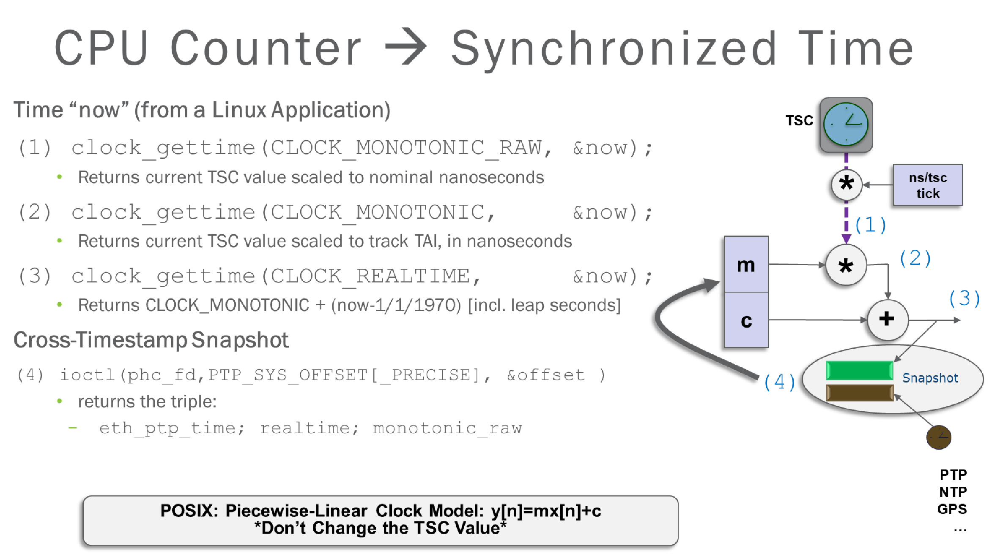 CPU Counter → Synchronized Time
Time “now” (from a Linux Application)
(1) clock_gettime(CLOCK_MONOTONIC_RAW, &now);
• Returns current TSC value scaled to nominal nanoseconds
(2) clock_gettime(CLOCK_MONOTONIC, &now);
• Returns current TSC value scaled to track TAI, in nanoseconds
(3) clock_gettime(CLOCK_REALTIME, &now);
• Returns CLOCK_MONOTONIC + (now-1/1/1970) [incl. leap seconds]
Cross-Timestamp Snapshot
(4) ioctl(phc_fd,PTP_SYS_OFFSET[_PRECISE], &offset )
• returns the triple:
– eth_ptp_time; realtime; monotonic_raw
POSIX: Piecewise-Linear Clock Model: y[n]=mx[n]+c
*Don’t Change the TSC Value*
TSC
*
ns/tsc
tick
(1)
m
*
(2)
(3)
c
+
(4)
Snapshot
PTP
NTP
GPS
...